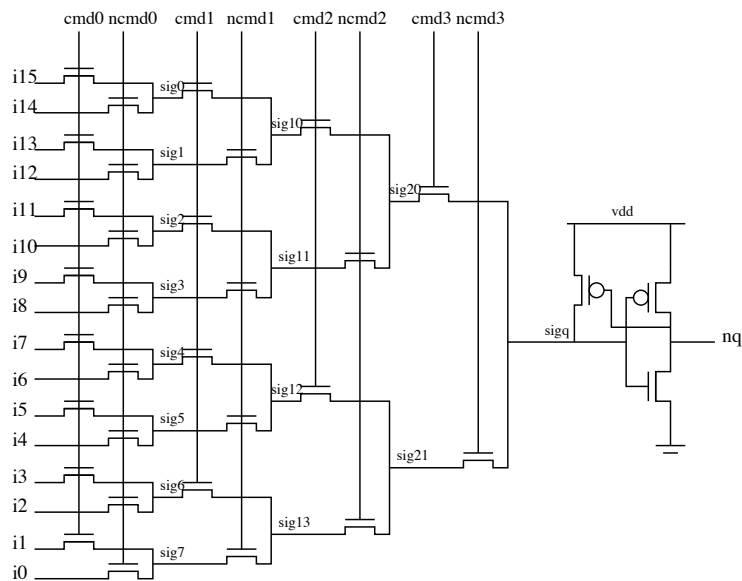 cmd0 ncmd0 cmd1 ncmd1 cmd2 ncmd2 cmd3 ncmd3
i15
sig0
i14
sig10
i13
sig1
i12
sig20
i11
vdd
sig2
i10
sig11
i9
sig3
i8
sigq
nq
i7
sig4
i6
sig12
i5
sig5
i4
sig21
i3
sig6
i2
sig13
i1
sig7
i0